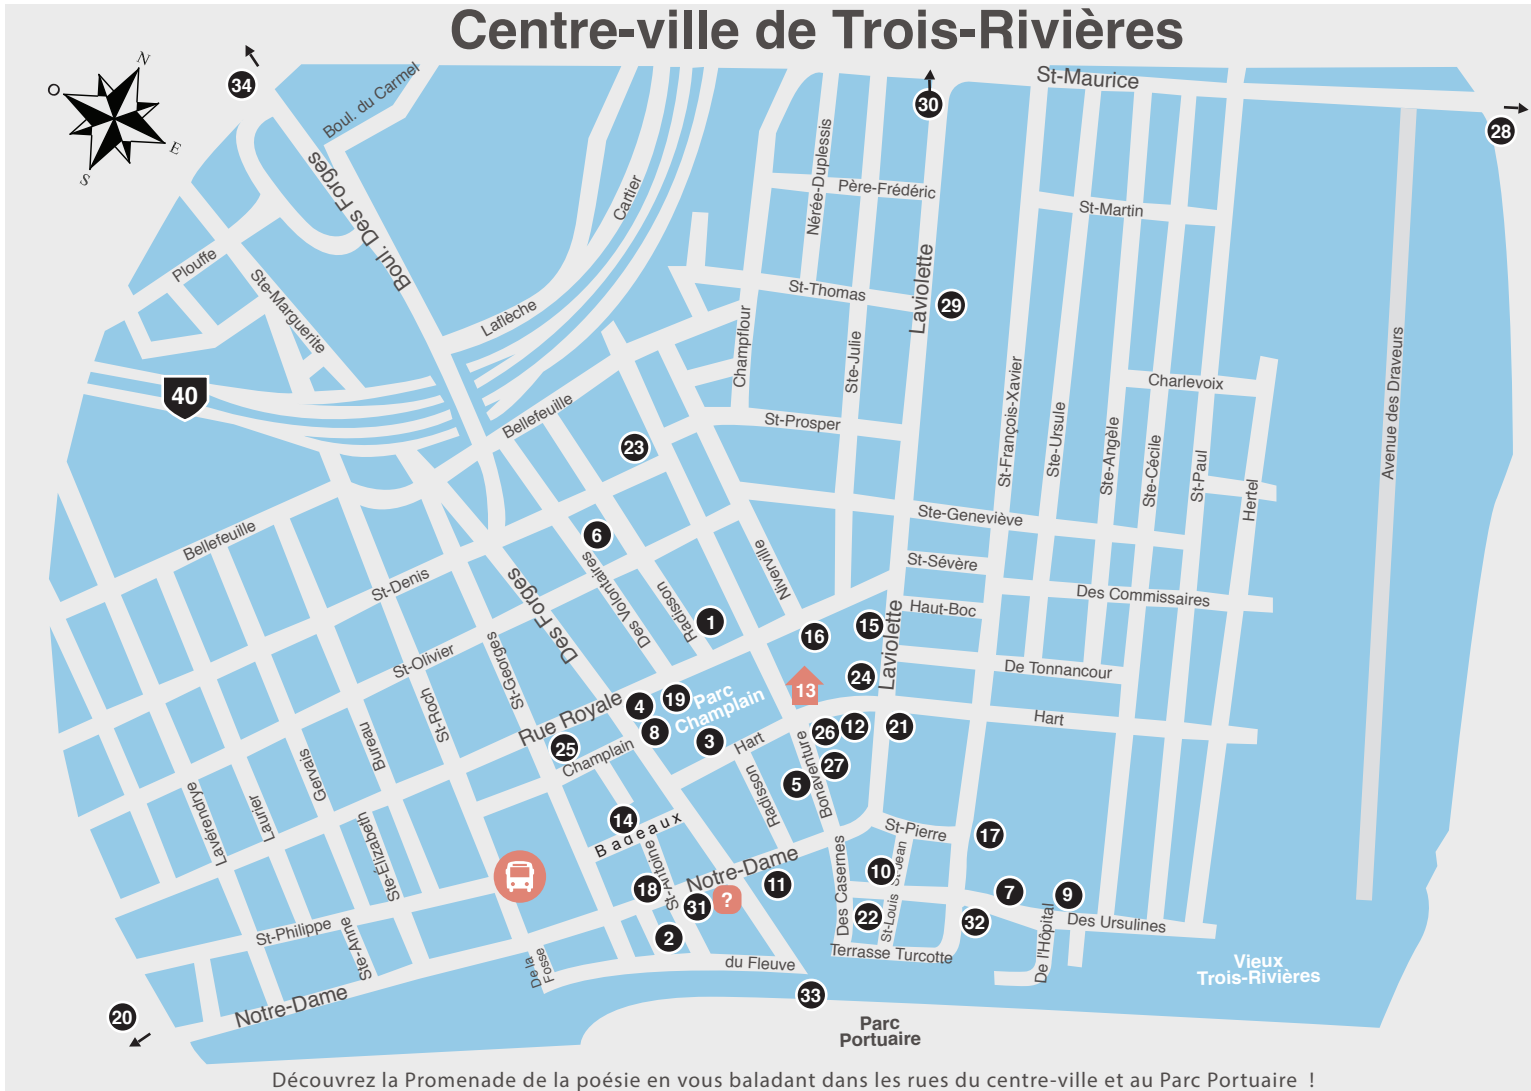 Centre-ville de Trois-Rivières
N
O
E
S
34
Boul. du Carmel
Boul. Des Forges
30
St-Maurice
28
Cartier
Nérée-Duplessis
Père-Frédéric
St-Martin
Plouffe
Ste-Marguerite
Laflèche
St-Thomas
Laviolette
29
Champflour
Ste-Julie
St-François-Xavier
Ste-Ursule
Ste-Angèle
Ste-Cécile
St-Paul
Charlevoix
Hertel
Avenue des Draveurs
40
Bellefeuille
23
St-Prosper
Ste-Geneviève
Bellefeuille
6
St-Denis
Des Forges
Des Volontaires
Radisson
Niverville
St-Sévère
Des Commissaires
Haut-Boc
1
16
15
Laviolette
De Tonnancour
St-Olivier
St-Georges
St-Roch
24
13
Rue Royale
4
19
Parc
Champlain
8
3
Hart
26
12
21
Hart
25
Champlain
Bureau
Gervais
Laurier
Lavérendrye
Ste-Élizabeth
Radisson
5
Bonaventure
27
14
Badeaux
St-Antoine
Notre-Dame
St-Pierre
17
St-Jean
10
11
18
31
?
Des Casernes
22
St-Louis
7
9
32
Des Ursulines
De l'Hôpital
2
St-Philippe
Ste-Anne
De la
Fosse
du Fleuve
Terrasse Turcotte
Vieux
Trois-Rivières
20
Notre-Dame
33
Parc
Portuaire
Découvrez la Promenade de la poésie en vous baladant dans les rues du centre-ville et au Parc Portuaire !